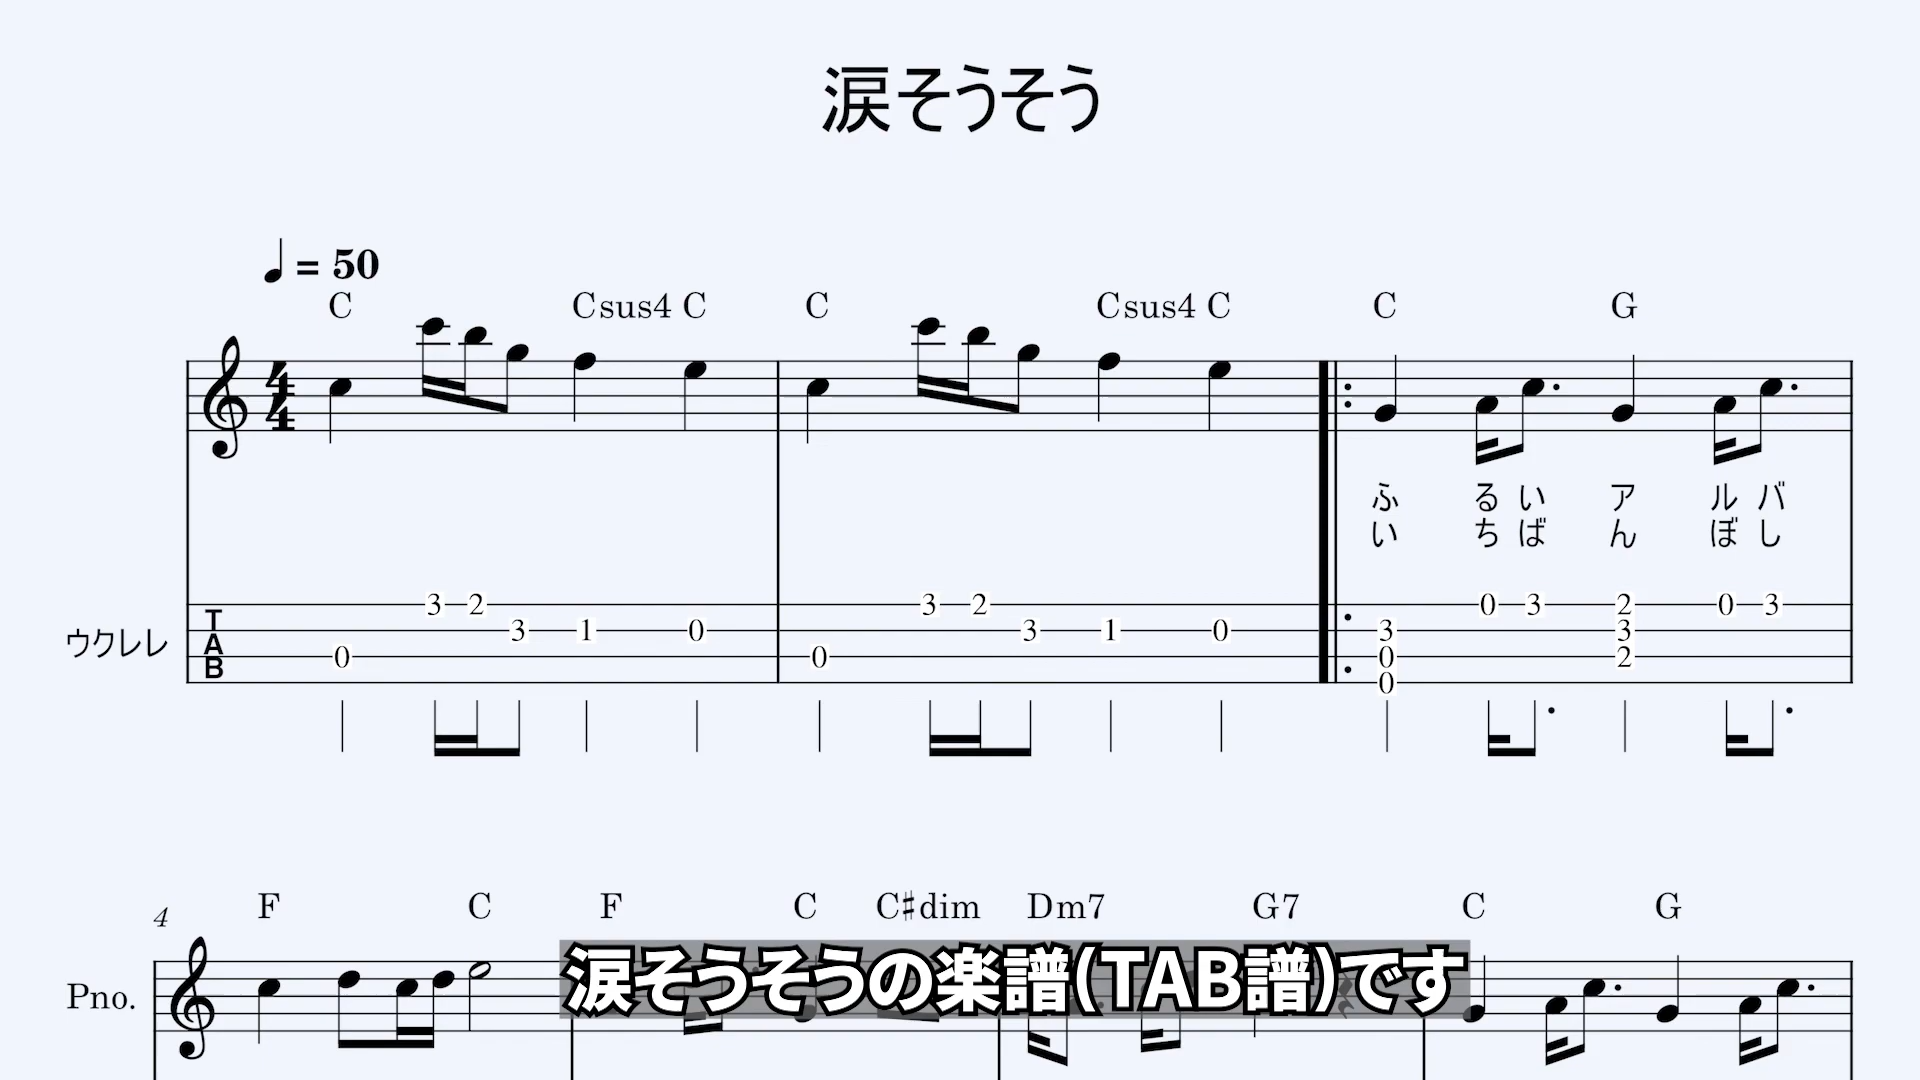 涙そうそう
♩ = 50
C Csus4 C C Csus4 C C G
4 4
ふ る い ア ル バ
い ち ば ん ぼ し
ウクレレ
T A B
3 2 3 2 0 3 2 0 3
3 1 0 3 1 0 3 3
0 0 0 2
0
4 F C F C C♯dim Dm7 G7 C G
Pno.
涙そうそうの楽譜(TAB譜)です